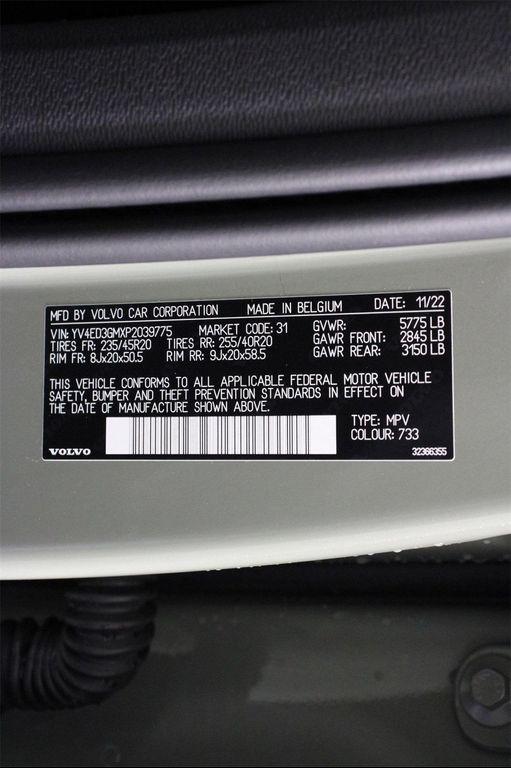 MFD BY VOLVO CAR CORPORATION MADE IN BELGIUM DATE: 11/22
VIN: YV4ED3GMXP2039775 MARKET CODE: 31 GVWR: 5775 LB
TIRES FR: 235/45R20 TIRES RR: 255/40R20 GAWR FRONT: 2845 LB
RIM FR: 8Jx20x50.5 RIM RR: 9Jx20x58.5 GAWR REAR: 3150 LB
THIS VEHICLE CONFORMS TO ALL APPLICABLE FEDERAL MOTOR VEHICLE
SAFETY, BUMPER AND THEFT PREVENTION STANDARDS IN EFFECT ON
THE DATE OF MANUFACTURE SHOWN ABOVE.
TYPE: MPV
COLOUR: 733
VOLVO 32366355